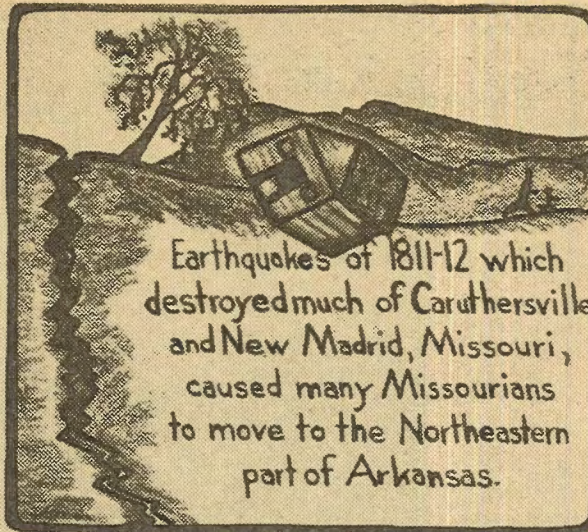 Earthquakes of 1811-12 which
destroyed much of Caruthersville
and New Madrid, Missouri,
caused many Missourians
to move to the Northeastern
part of Arkansas.